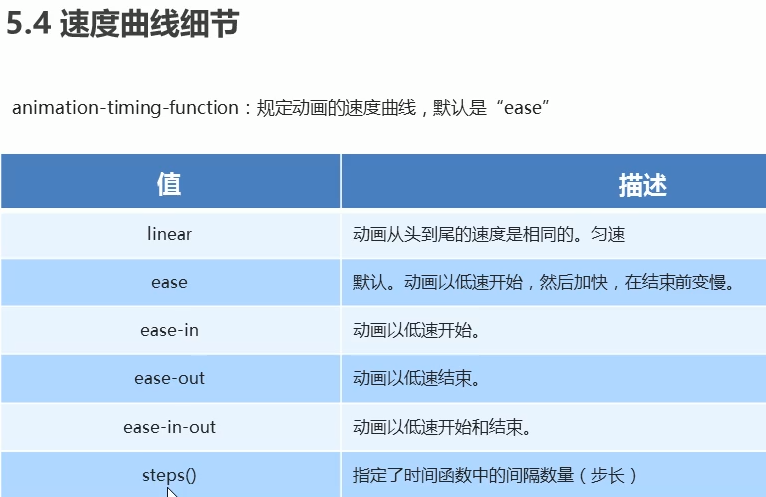 5.4 速度曲线细节
animation-timing-function：规定动画的速度曲线，默认是“ease”
值 描述
linear 动画从头到尾的速度是相同的。匀速
ease 默认。动画以低速开始，然后加快，在结束前变慢。
ease-in 动画以低速开始。
ease-out 动画以低速结束。
ease-in-out 动画以低速开始和结束。
steps() 指定了时间函数中的间隔数量（步长）